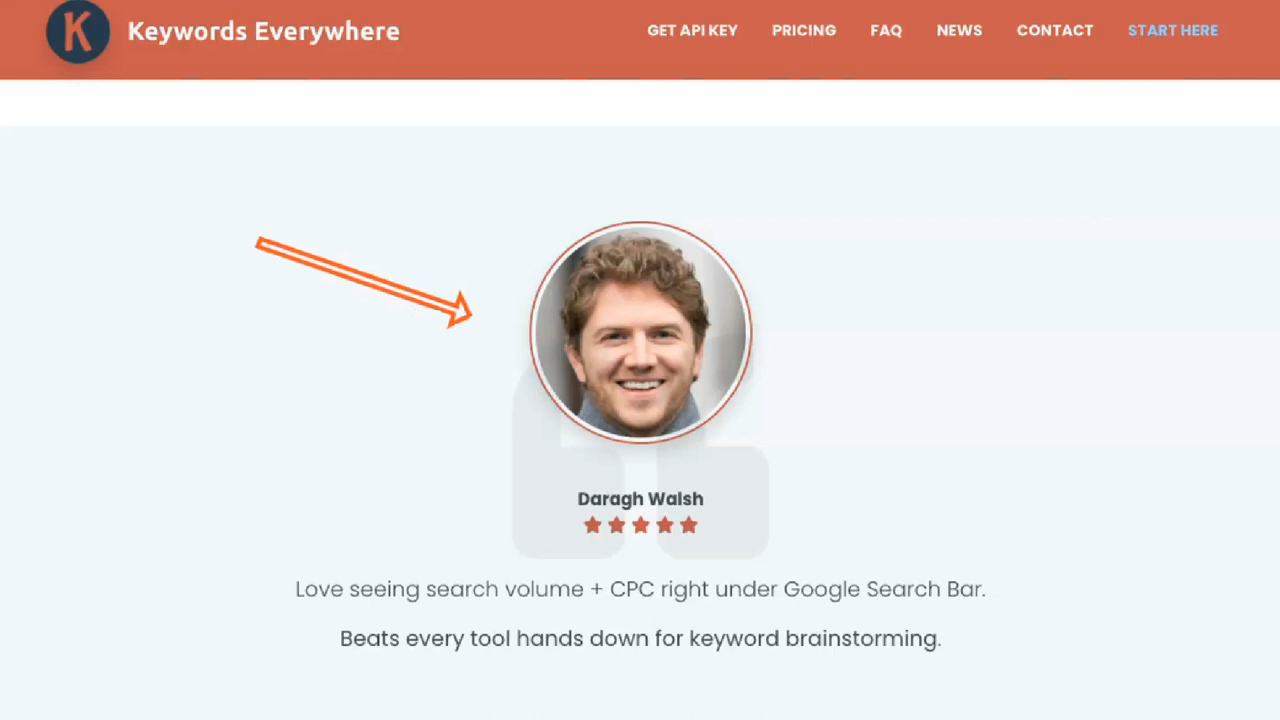 K Keywords Everywhere GET API KEY PRICING FAQ NEWS CONTACT START HERE
Daragh Walsh
Love seeing search volume + CPC right under Google Search Bar.
Beats every tool hands down for keyword brainstorming.